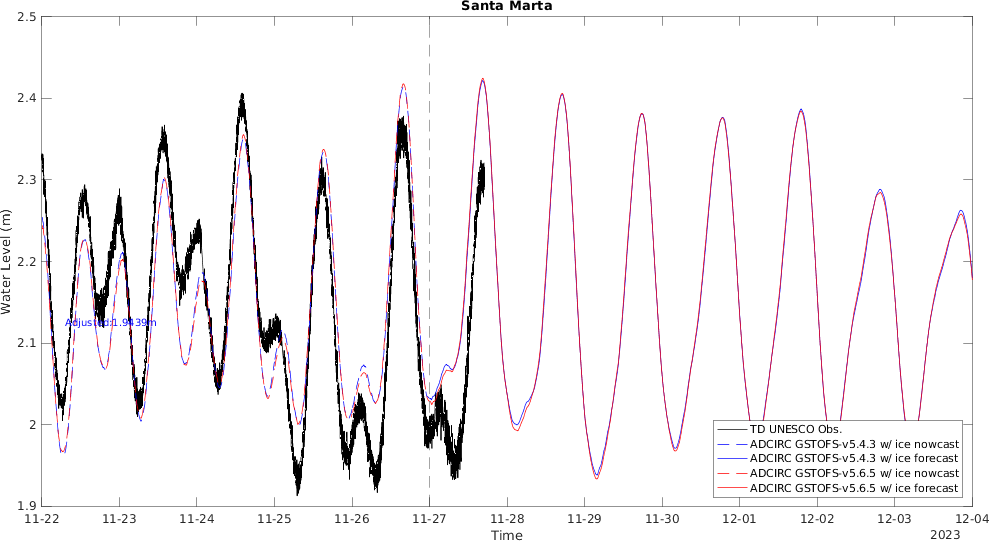 Santa Marta
2.5
2.4
2.3
2.2
2.1
2
1.9
Water Level (m)
Adjusted:1.9439m
TD UNESCO Obs.
ADCIRC GSTOFS-v5.4.3 w/ ice nowcast
ADCIRC GSTOFS-v5.4.3 w/ ice forecast
ADCIRC GSTOFS-v5.6.5 w/ ice nowcast
ADCIRC GSTOFS-v5.6.5 w/ ice forecast
11-22 11-23 11-24 11-25 11-26 11-27 11-28 11-29 11-30 12-01 12-02 12-03 12-04
Time
2023